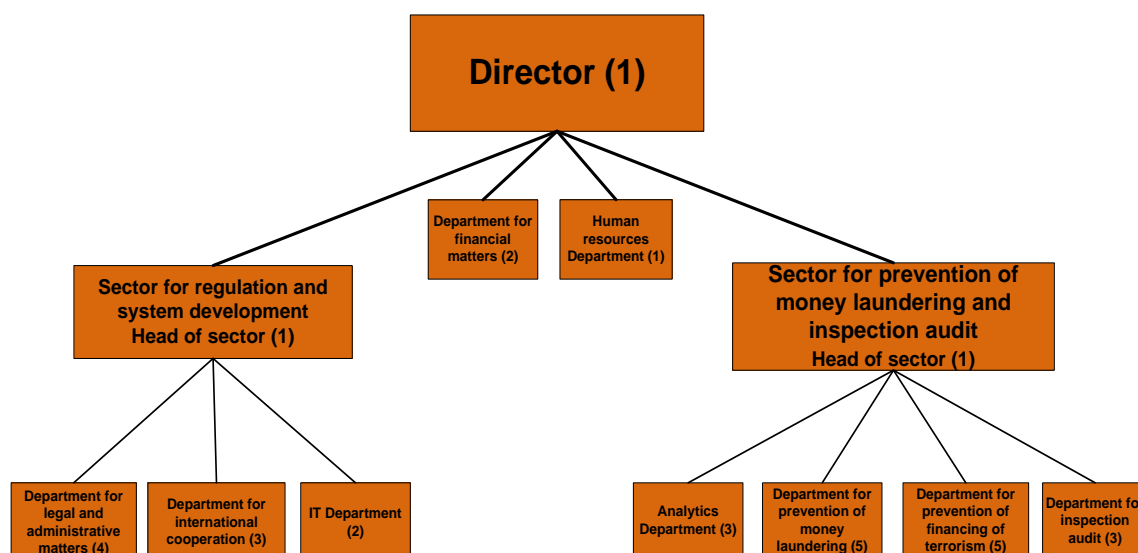 Director (1)
Department for
financial
matters (2)
Human
resources
Department (1)
Sector for regulation and
system development
Head of sector (1)
Sector for prevention of
money laundering and
inspection audit
Head of sector (1)
Department for
legal and
administrative
matters (4)
Department for
international
cooperation (3)
IT Department
(2)
Analytics
Department (3)
Department for
prevention of
money
laundering (5)
Department for
prevention of
financing of
terrorism (5)
Department for
inspection
audit (3)